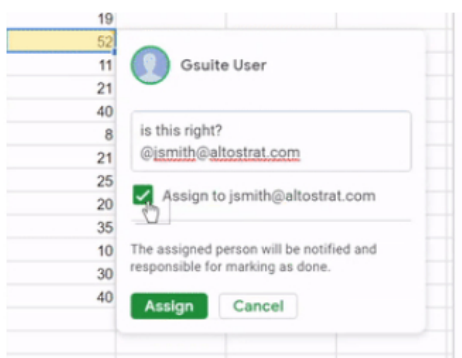 19
52
11
21
40
8
21
25
20
35
10
30
40
Gsuite User
is this right?
@jsmith@altostrat.com
Assign to jsmith@altostrat.com
The assigned person will be notified and
responsible for marking as done.
Assign Cancel